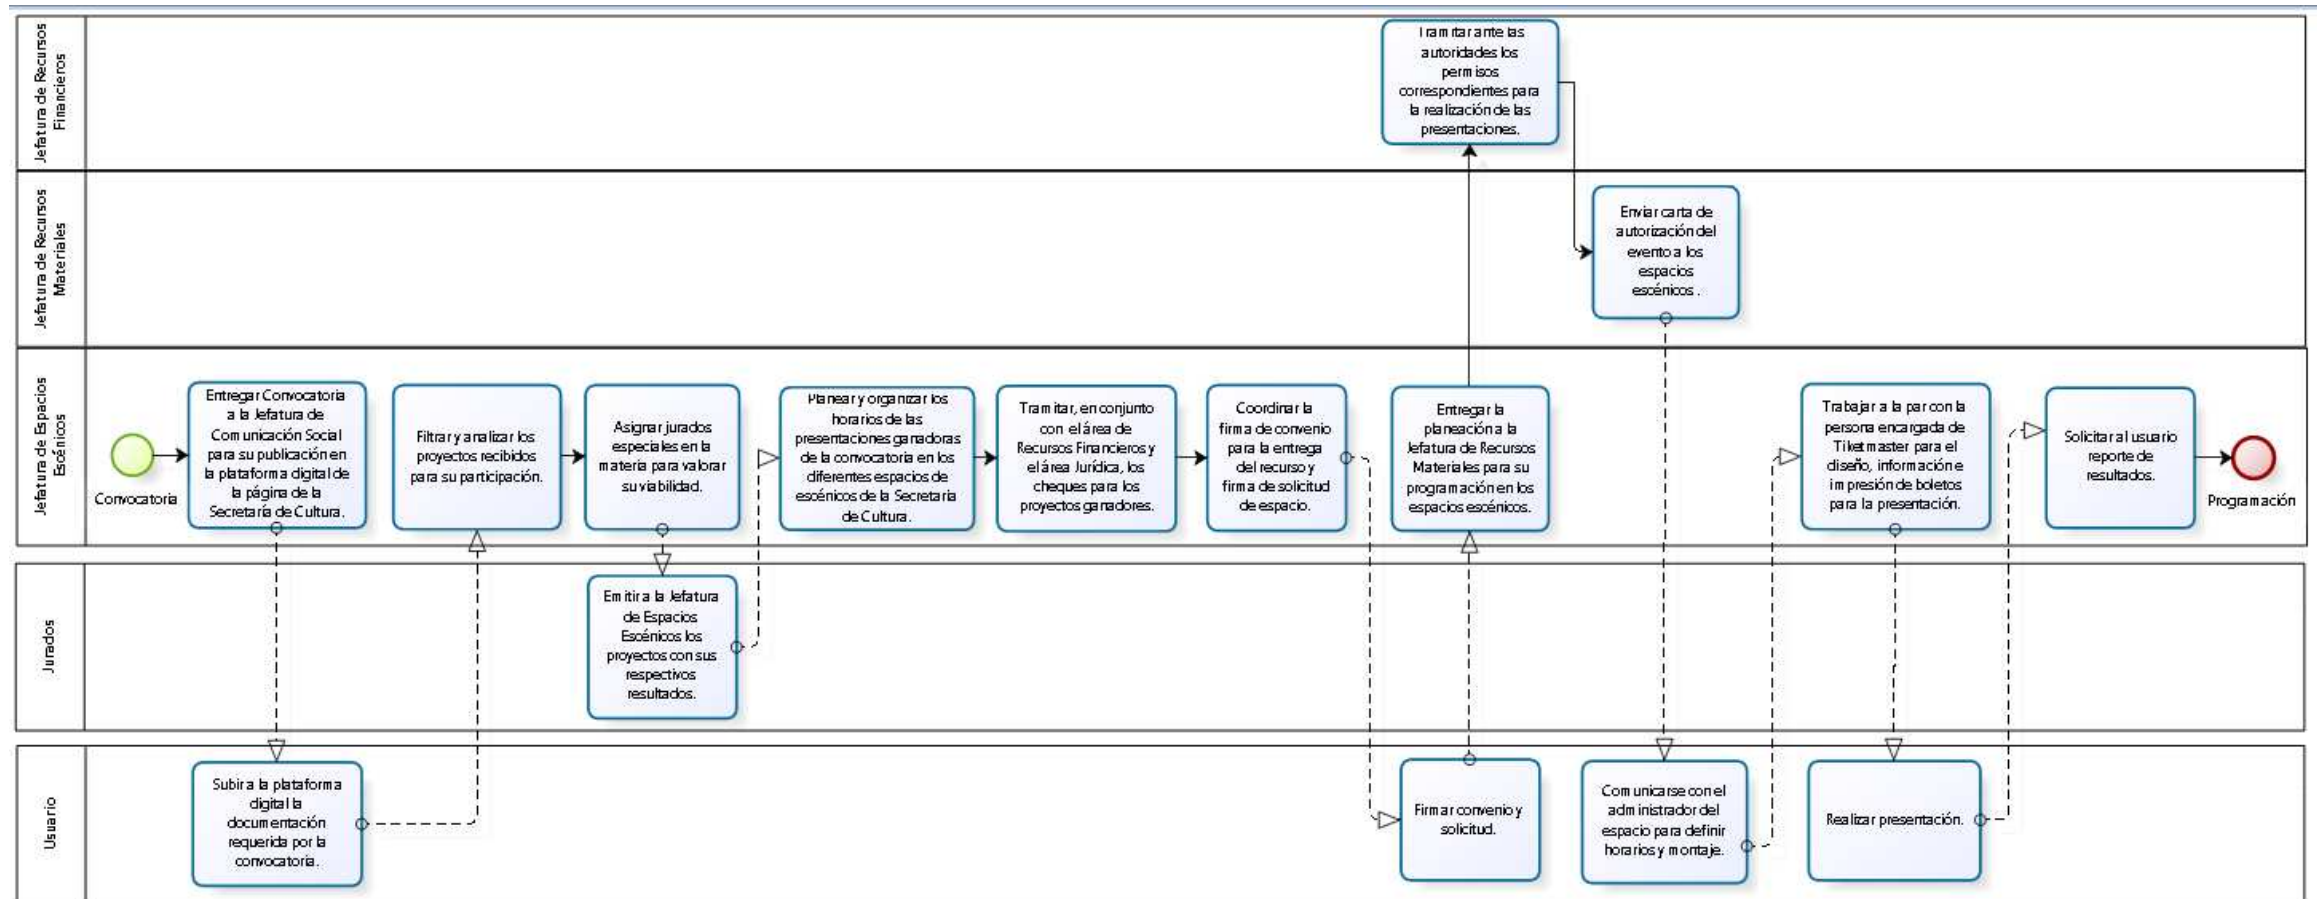 Jefatura de Recursos
Financieros
Tramitar ante las
autoridades los
permisos
correspondientes para
la realización de las
presentaciones.
Jefatura de Recursos
Materiales
Enviar carta de
autorización del
evento a los
espacios
escénicos .
Jefatura de Espacios
Escénicos
Convocatoria
Entregar Convocatoria
a la Jefatura de
Comunicación Social
para su publicación en
la plataforma digital de
la página de la
Secretaría de Cultura.
Filtrar y analizar los
proyectos recibidos
para su participación.
Asignar jurados
especiales en la
materia para valorar
su viabilidad.
Planear y organizar los
horarios de las
presentaciones ganadoras
de la convocatoria en los
diferentes espacios de
escénicos de la Secretaría
de Cultura.
Tramitar, en conjunto
con el área de
Recursos Financieros y
el área Jurídica, los
cheques para los
proyectos ganadores.
Coordinar la
firma de convenio
para la entrega
del recurso y
firma de solicitud
de espacio.
Entregar la
planeación a la
Jefatura de Recursos
Materiales para su
programación en los
espacios escénicos.
Trabajar a la par con la
persona encargada de
Tiketmaster para el
diseño, información e
impresión de boletos
para la presentación.
Solicitar al usuario
reporte de
resultados.
Programación
Jurados
Emitir a la Jefatura
de Espacios
Escénicos los
proyectos con sus
respectivos
resultados.
Usuario
Subir a la plataforma
digital la
documentación
requerida por la
convocatoria.
Firmar convenio y
solicitud.
Comunicarse con el
administrador del
espacio para definir
horarios y montaje.
Realizar presentación.